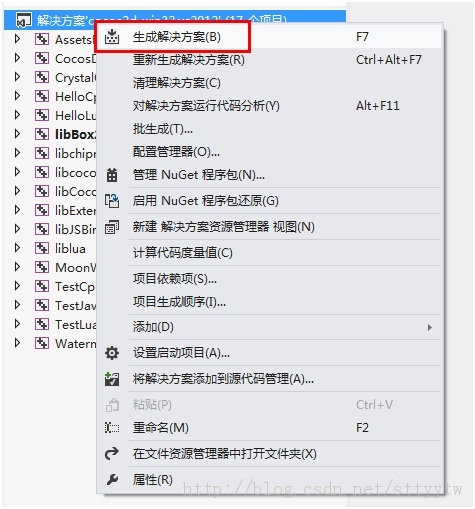 解决方案'cocos2d-win32.vc2012' (17 个项目)
生成解决方案(B) F7
重新生成解决方案(R) Ctrl+Alt+F7
清理解决方案(C)
对解决方案运行代码分析(Y) Alt+F11
批生成(T)...
配置管理器(O)...
管理 NuGet 程序包(N)...
启用 NuGet 程序包还原(G)
新建 解决方案资源管理器 视图(N)
计算代码度量值(C)
项目依赖项(S)...
项目生成顺序(I)...
添加(D)
设置启动项目(A)...
将解决方案添加到源代码管理(A)...
粘贴(P) Ctrl+V
重命名(M) F2
在文件资源管理器中打开文件夹(X)
属性(R)
Assets
CocosD
Crystal
HelloCp
HelloLu
libBox
libchipr
libcoco
libCoco
libExter
libJSBin
liblua
MoonW
TestCp
TestJav
TestLua
Waterm
http://blog.csdn.net/sttyytw